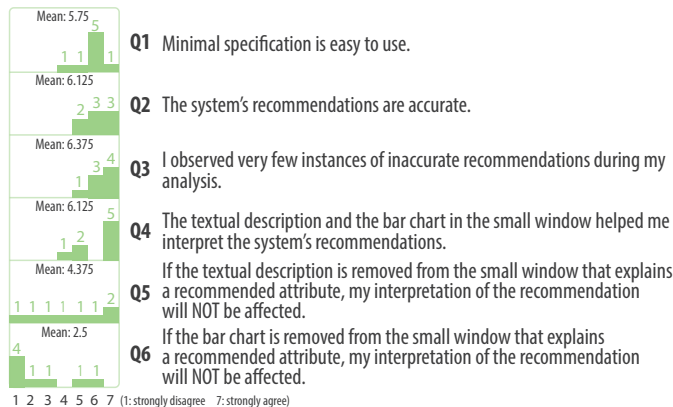 Mean: 5.75
5
1 1 1
Q1 Minimal specification is easy to use.
Mean: 6.125
2 3 3
Q2 The system's recommendations are accurate.
Mean: 6.375
1 3 4
Q3 I observed very few instances of inaccurate recommendations during my
analysis.
Mean: 6.125
1 2 5
Q4 The textual description and the bar chart in the small window helped me
interpret the system's recommendations.
Mean: 4.375
1 1 1 1 1 1 2
Q5 If the textual description is removed from the small window that explains
a recommended attribute, my interpretation of the recommendation
will NOT be affected.
Mean: 2.5
4 1 1 1 1
Q6 If the bar chart is removed from the small window that explains
a recommended attribute, my interpretation of the recommendation
will NOT be affected.
1 2 3 4 5 6 7 (1: strongly disagree 7: strongly agree)